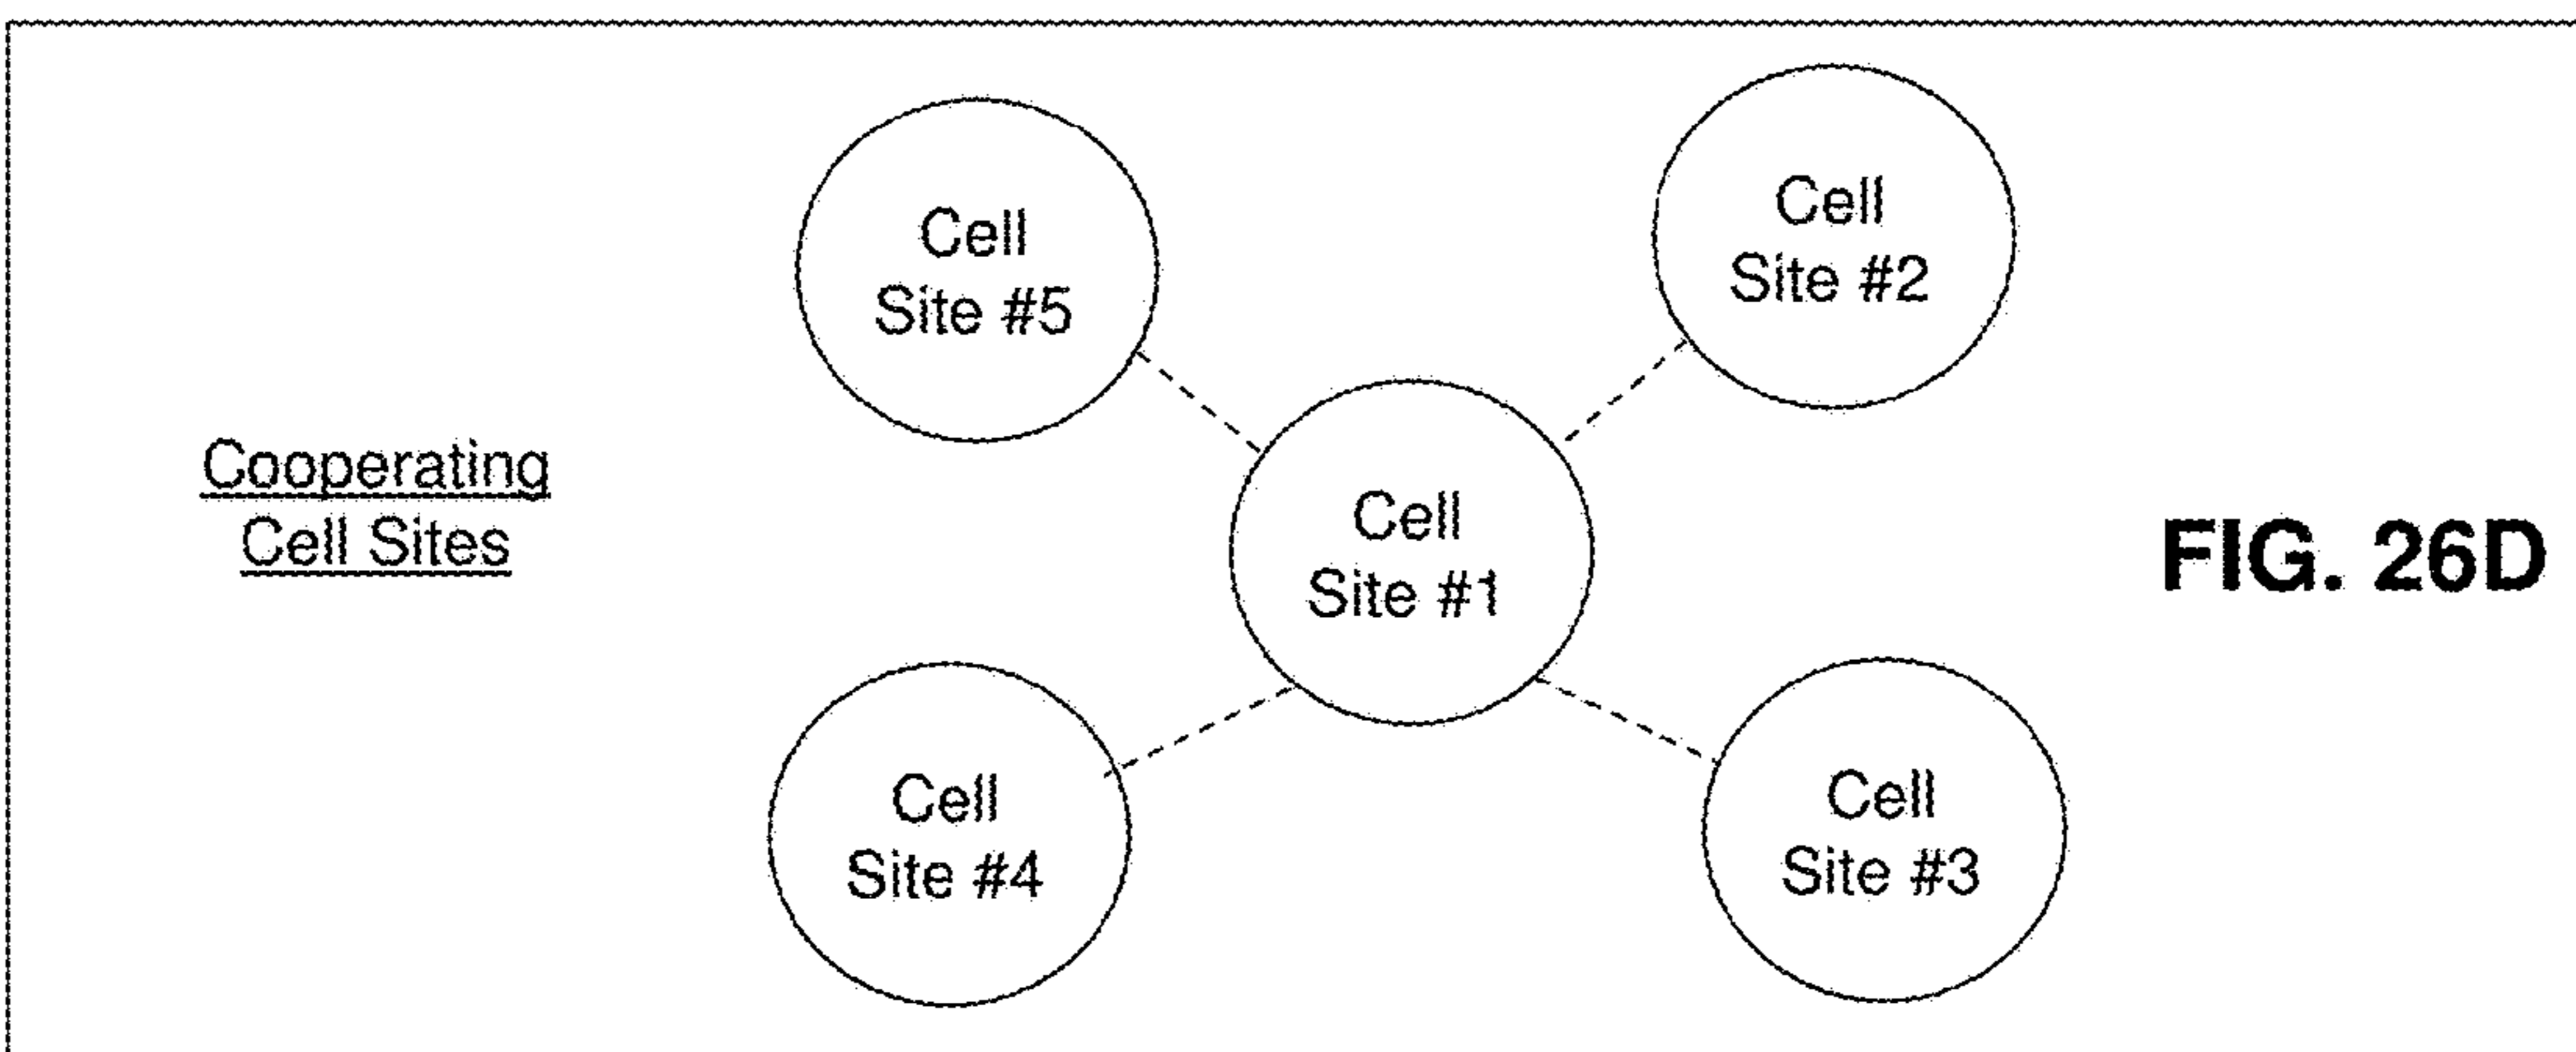 Cell
Site #5
Cell
Site #2
Cooperating
Cell Sites
Cell
Site #1
FIG. 26D
Cell
Site #4
Cell
Site #3